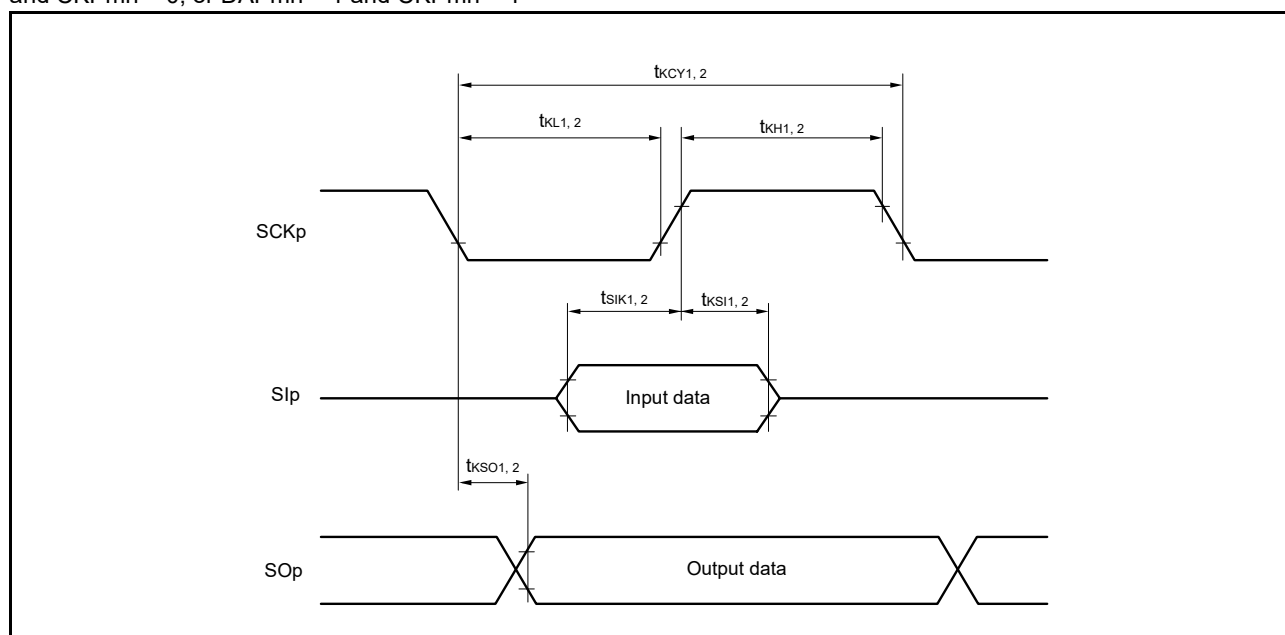 tKCY1, 2
tKL1, 2
tKH1, 2
SCKp
tSIK1, 2
tKSI1, 2
SIp
Input data
tKSO1, 2
SOp
Output data